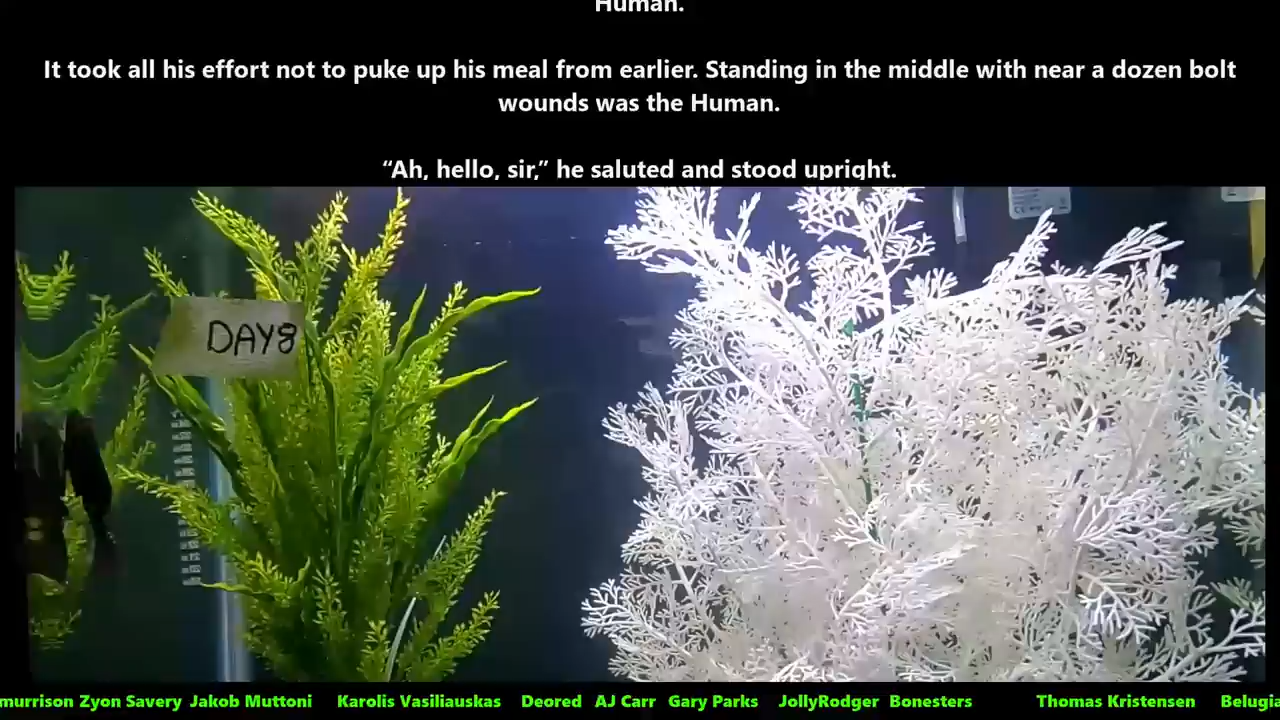 Human.
It took all his effort not to puke up his meal from earlier. Standing in the middle with near a dozen bolt
wounds was the Human.
“Ah, hello, sir,” he saluted and stood upright.
DAY8
murrison Zyon Savery Jakob Muttoni Karolis Vasiliauskas Deored AJ Carr Gary Parks JollyRodger Bonesters Thomas Kristensen Belugia